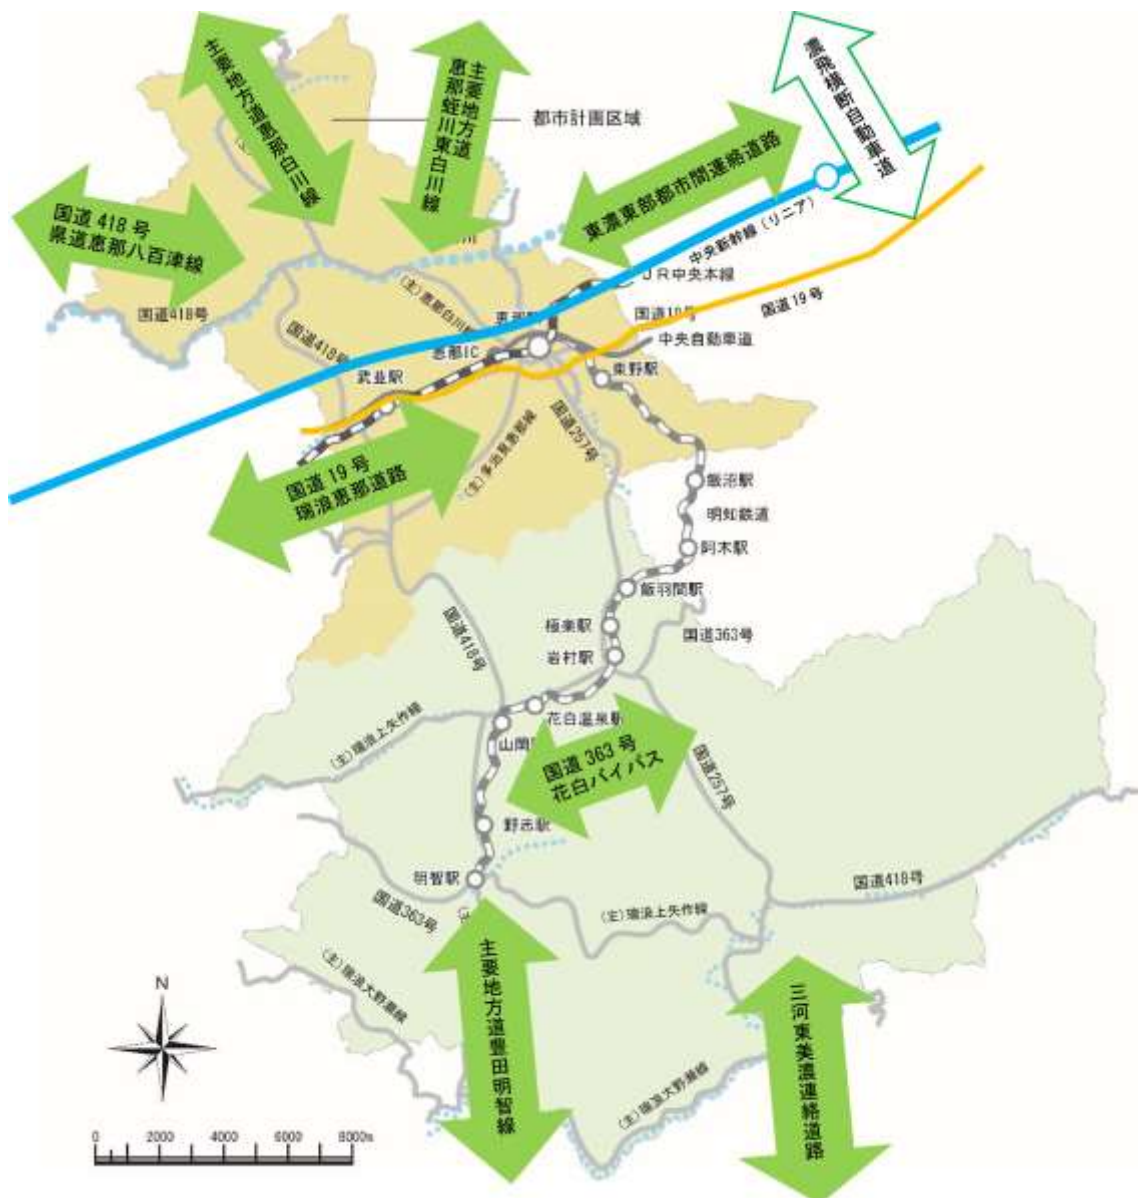 主要地方道恵那白川線
主要地方道
恵那蛭川東白川線
都市計画区域
濃飛横断自動車道
東濃東部都市間連絡道路
国道 418 号
県道恵那八百津線
中央新幹線（リニア）
JR中央本線
国道418号
(主)恵那白川線
国道19号
国道19号
国道418号
恵那IC
中央自動車道
武並駅
東野駅
国道257号
(主)多治見恵那線
国道 19 号
瑞浪恵那道路
飯沼駅
明知鉄道
阿木駅
飯羽間駅
国道418号
極楽駅
国道363号
岩村駅
花白温泉駅
(主)瑞浪上矢作線
山岡
国道 363 号
花白バイパス
国道257号
野志駅
明智駅
国道363号
国道418号
(主)瑞浪上矢作線
(主)瑞浪大野瀬線
主要地方道豊田明智線
三河東美濃連絡道路
(主)瑞浪大野瀬線
N
0 2000 4000 6000 8000m